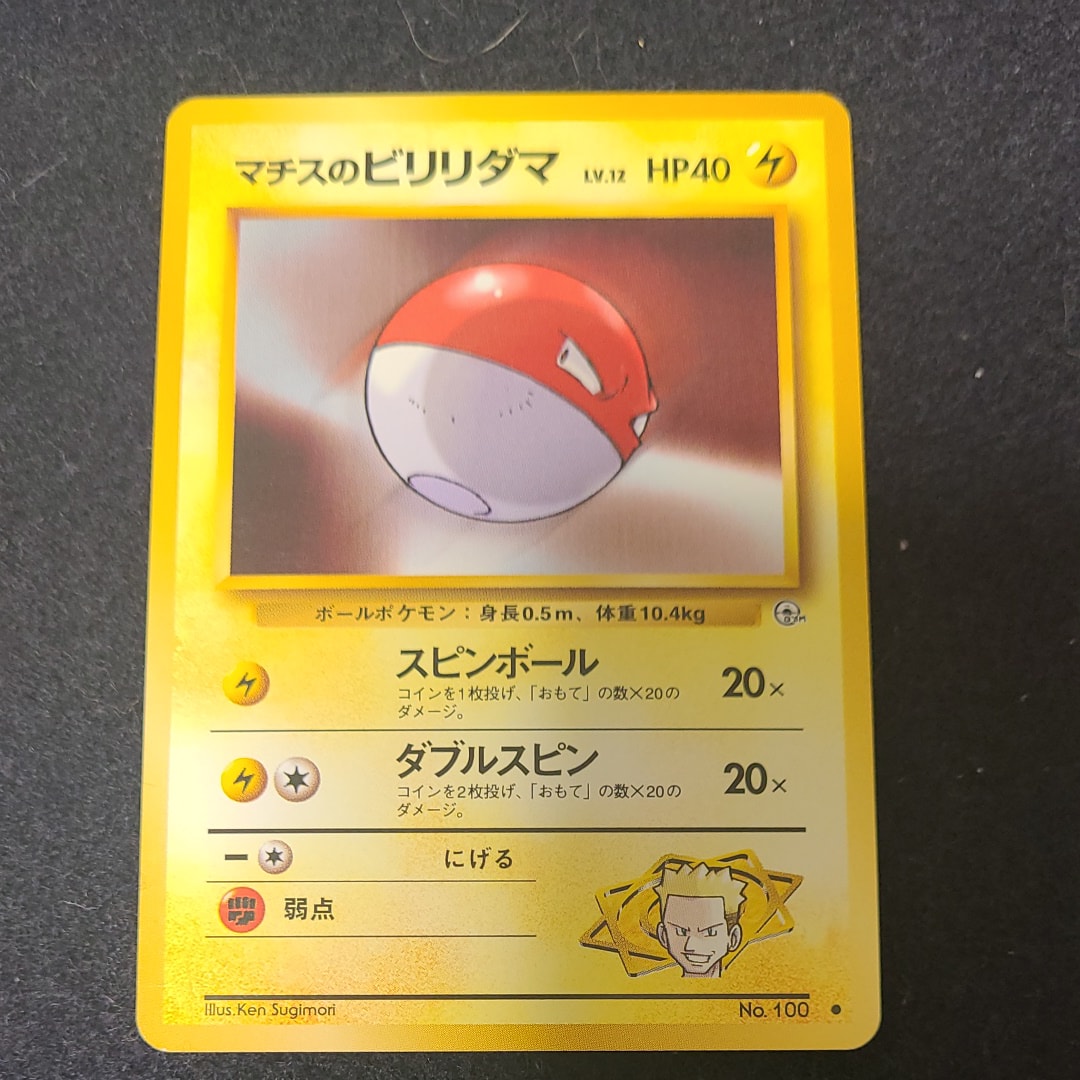 マチスのビリリダマ LV.12 HP40
ボールポケモン：身長0.5m、体重10.4kg
GYM
スピンボール 20×
コインを1枚投げ、「おもて」の数×20の
ダメージ。
ダブルスピン 20×
コインを2枚投げ、「おもて」の数×20の
ダメージ。
ー にげる
弱点
Illus.Ken Sugimori No. 100 ●